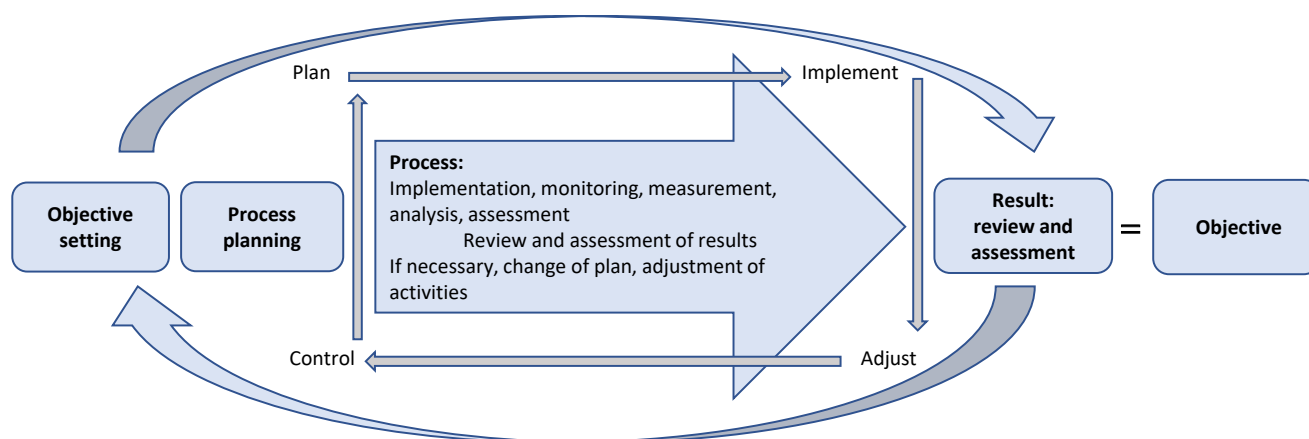 Plan
Implement
Objective
setting
Process
planning
Process:
Implementation, monitoring, measurement,
analysis, assessment
Review and assessment of results
If necessary, change of plan, adjustment of
activities
Result:
review and
assessment
=
Objective
Control
Adjust